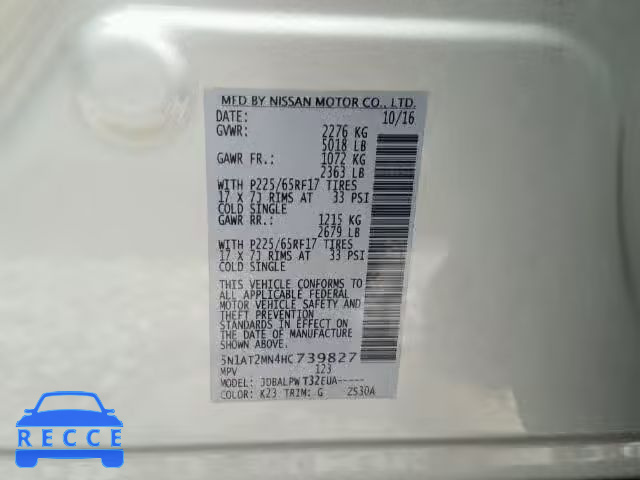 MFD BY NISSAN MOTOR CO., LTD.
DATE: 10/16
GVWR: 2276 KG
5018 LB
GAWR FR.: 1072 KG
2363 LB
WITH P225/65RF17 TIRES
17 X 7J RIMS AT 33 PSI
COLD SINGLE
GAWR RR.: 1215 KG
2679 LB
WITH P225/65RF17 TIRES
17 X 7J RIMS AT 33 PSI
COLD SINGLE
THIS VEHICLE CONFORMS TO
ALL APPLICABLE FEDERAL
MOTOR VEHICLE SAFETY AND
THEFT PREVENTION
STANDARDS IN EFFECT ON
THE DATE OF MANUFACTURE
SHOWN ABOVE.
5N1AT2MN4HC739827
MPV 123
MODEL: JDBALPWT32EUA-----
COLOR: K23 TRIM: G 2S30A
RECCE